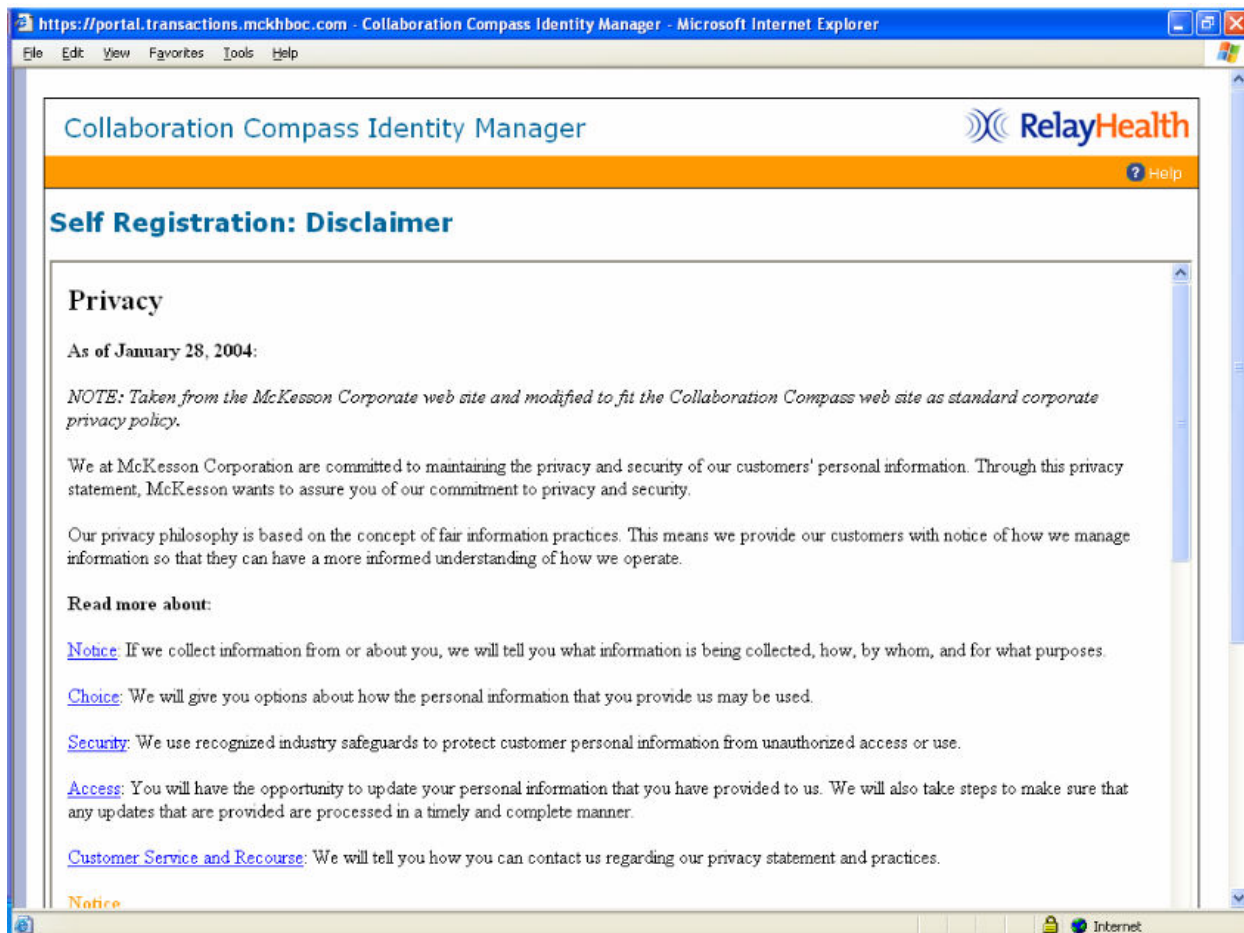 https://portal.transactions.mckhboc.com - Collaboration Compass Identity Manager - Microsoft Internet Explorer
File Edit View Favorites Tools Help
Collaboration Compass Identity Manager
RelayHealth
? Help
Self Registration: Disclaimer
Privacy
As of January 28, 2004:
NOTE: Taken from the McKesson Corporate web site and modified to fit the Collaboration Compass web site as standard corporate
privacy policy.
We at McKesson Corporation are committed to maintaining the privacy and security of our customers' personal information. Through this privacy
statement, McKesson wants to assure you of our commitment to privacy and security.
Our privacy philosophy is based on the concept of fair information practices. This means we provide our customers with notice of how we manage
information so that they can have a more informed understanding of how we operate.
Read more about:
Notice: If we collect information from or about you, we will tell you what information is being collected, how, by whom, and for what purposes.
Choice: We will give you options about how the personal information that you provide us may be used.
Security: We use recognized industry safeguards to protect customer personal information from unauthorized access or use.
Access: You will have the opportunity to update your personal information that you have provided to us. We will also take steps to make sure that
any updates that are provided are processed in a timely and complete manner.
Customer Service and Recourse: We will tell you how you can contact us regarding our privacy statement and practices.
Notice
Internet